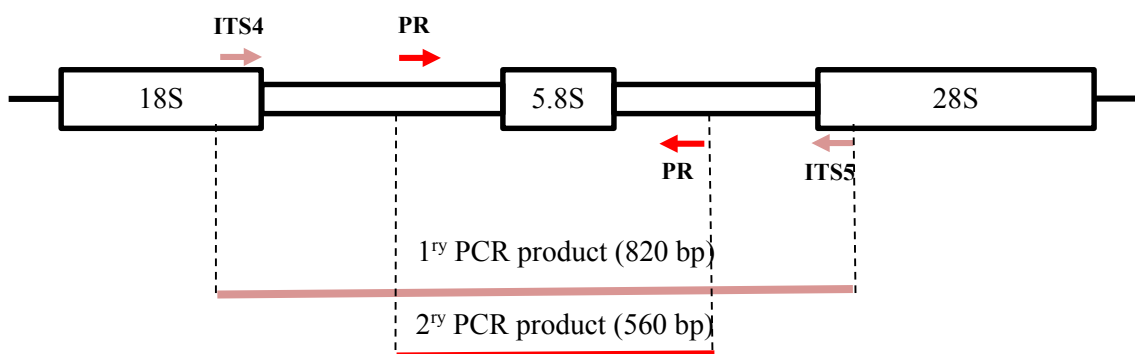 ITS4 PR
18S 5.8S 28S
PR ITS5
1ry PCR product (820 bp)
2ry PCR product (560 bp)